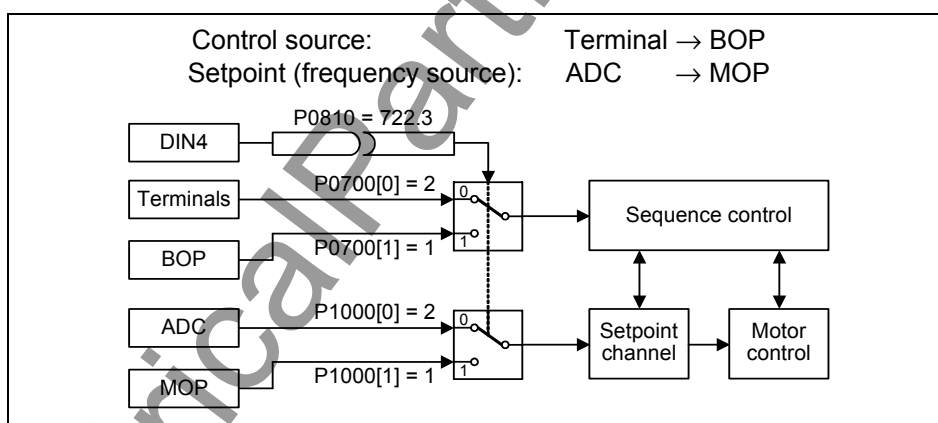 Control source: Terminal → BOP
Setpoint (frequency source): ADC → MOP
P0810 = 722.3
DIN4
Terminals
P0700[0] = 2
0
1
BOP
P0700[1] = 1
Sequence control
ADC
P1000[0] = 2
0
1
MOP
P1000[1] = 1
Setpoint
channel
Motor
control